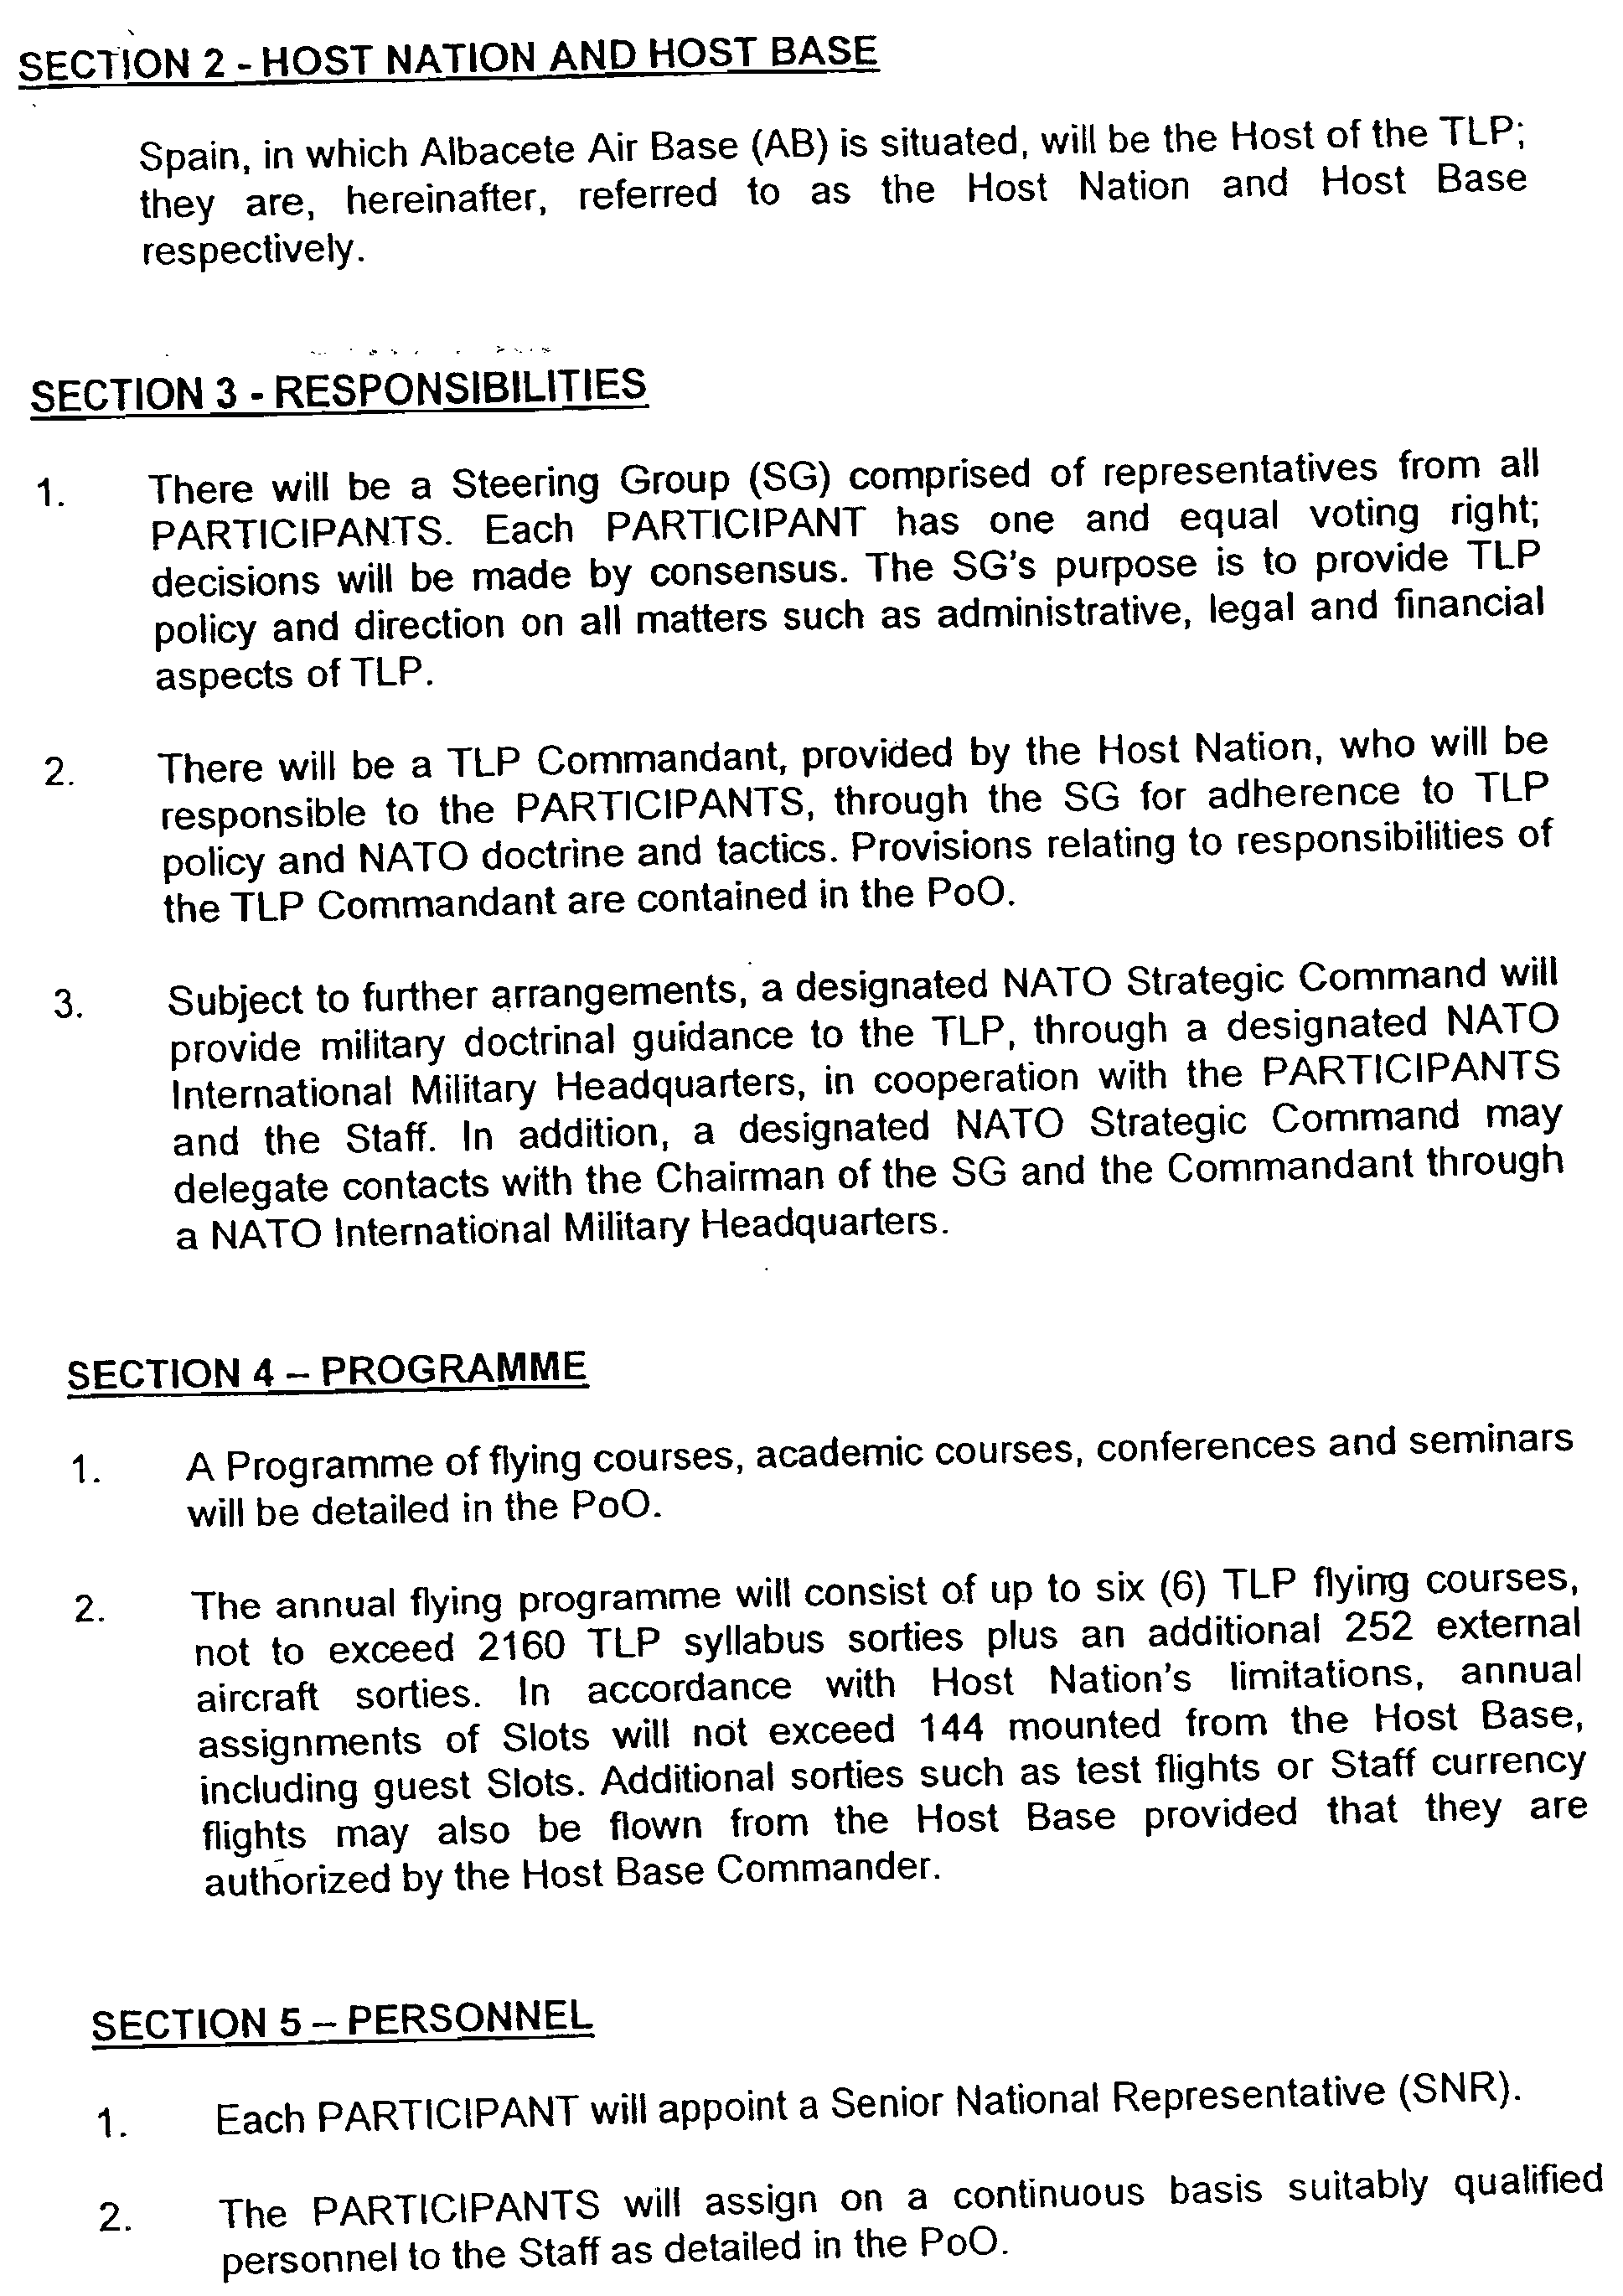 SECTION 2 - HOST NATION AND HOST BASE
Spain, in which Albacete Air Base (AB) is situated, will be the Host of the TLP;
they are, hereinafter, referred to as the Host Nation and Host Base
respectively.
SECTION 3 - RESPONSIBILITIES
1. There will be a Steering Group (SG) comprised of representatives from all
PARTICIPANTS. Each PARTICIPANT has one and equal voting right;
decisions will be made by consensus. The SG's purpose is to provide TLP
policy and direction on all matters such as administrative, legal and financial
aspects of TLP.
2. There will be a TLP Commandant, provided by the Host Nation, who will be
responsible to the PARTICIPANTS, through the SG for adherence to TLP
policy and NATO doctrine and tactics. Provisions relating to responsibilities of
the TLP Commandant are contained in the PoO.
3. Subject to further arrangements, a designated NATO Strategic Command will
provide military doctrinal guidance to the TLP, through a designated NATO
International Military Headquarters, in cooperation with the PARTICIPANTS
and the Staff. In addition, a designated NATO Strategic Command may
delegate contacts with the Chairman of the SG and the Commandant through
a NATO International Military Headquarters.
SECTION 4 – PROGRAMME
1. A Programme of flying courses, academic courses, conferences and seminars
will be detailed in the PoO.
2. The annual flying programme will consist of up to six (6) TLP flying courses,
not to exceed 2160 TLP syllabus sorties plus an additional 252 external
aircraft sorties. In accordance with Host Nation's limitations, annual
assignments of Slots will not exceed 144 mounted from the Host Base,
including guest Slots. Additional sorties such as test flights or Staff currency
flights may also be flown from the Host Base provided that they are
authorized by the Host Base Commander.
SECTION 5 – PERSONNEL
1. Each PARTICIPANT will appoint a Senior National Representative (SNR).
2. The PARTICIPANTS will assign on a continuous basis suitably qualified
personnel to the Staff as detailed in the PoO.